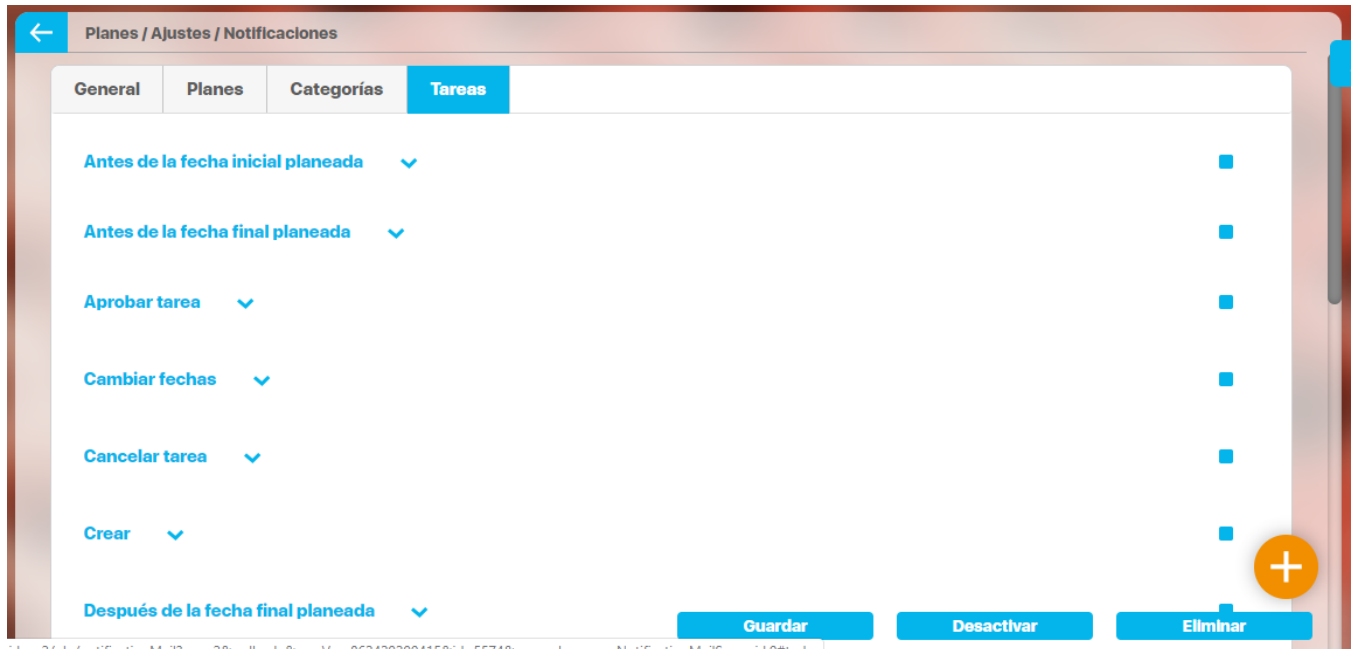 Planes / Ajustes / Notificaciones
General Planes Categorías Tareas
Antes de la fecha inicial planeada
Antes de la fecha final planeada
Aprobar tarea
Cambiar fechas
Cancelar tarea
Crear
Después de la fecha final planeada
Guardar Desactivar Eliminar